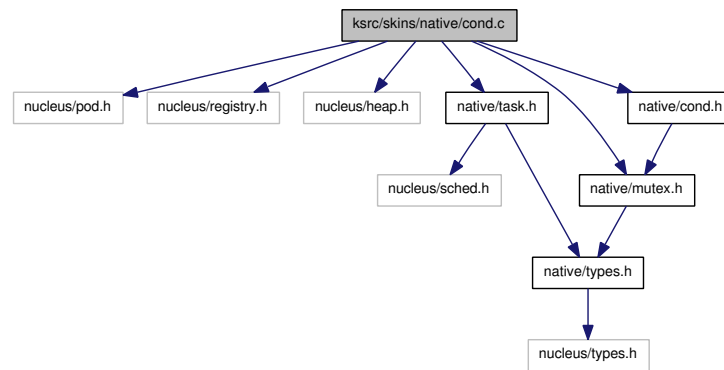 ksrc/skins/native/cond.c
nucleus/pod.h
nucleus/registry.h
nucleus/heap.h
native/task.h
native/cond.h
nucleus/sched.h
native/mutex.h
native/types.h
nucleus/types.h